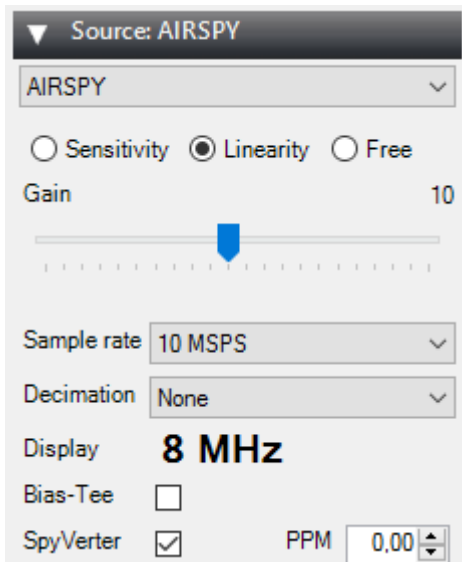 Source: AIRSPY
AIRSPY
Sensitivity Linearity Free
Gain 10
Sample rate 10 MSPS
Decimation None
Display 8 MHz
Bias-Tee
SpyVerter PPM 0,00